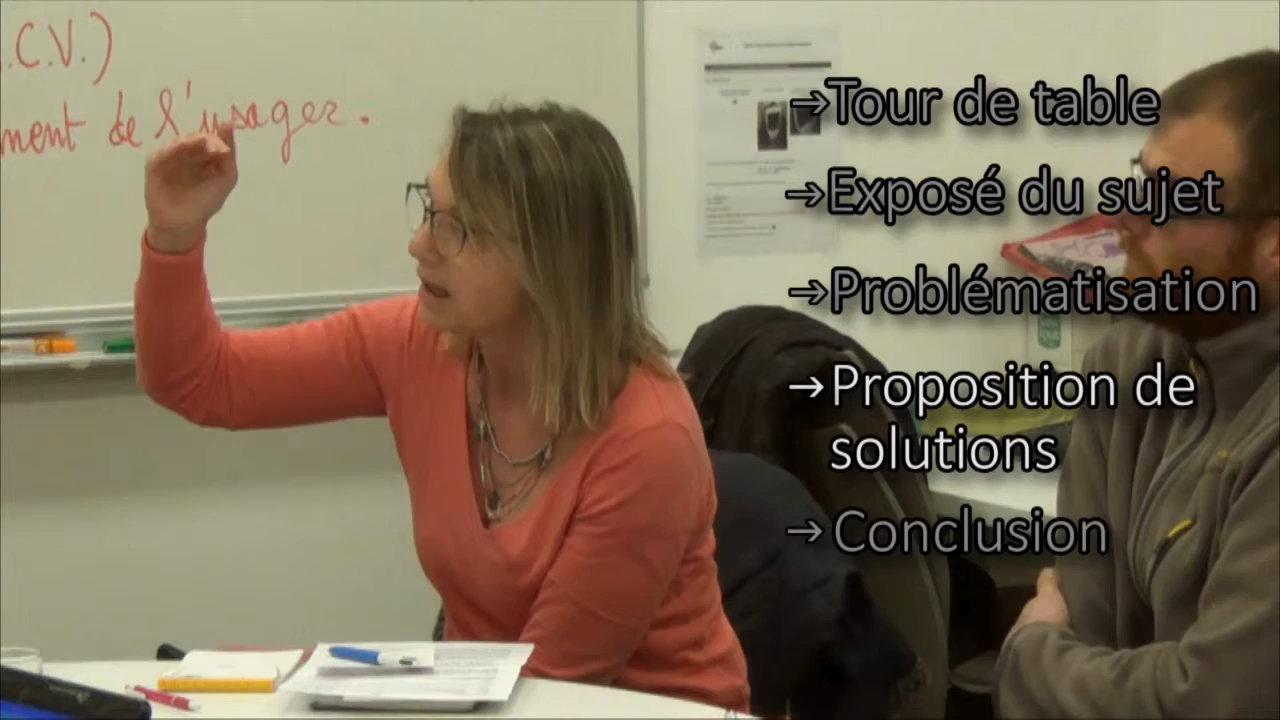 .C.V.)
ment de l'usager.
→Tour de table
→Exposé du sujet
→Problématisation
→Proposition de
solutions
→Conclusion